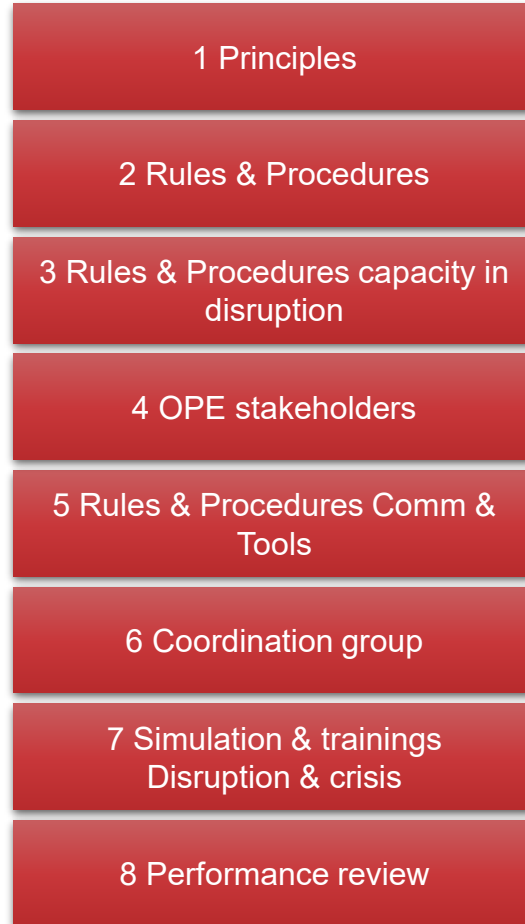 1 Principles
2 Rules & Procedures
3 Rules & Procedures capacity in
disruption
4 OPE stakeholders
5 Rules & Procedures Comm &
Tools
6 Coordination group
7 Simulation & trainings
Disruption & crisis
8 Performance review